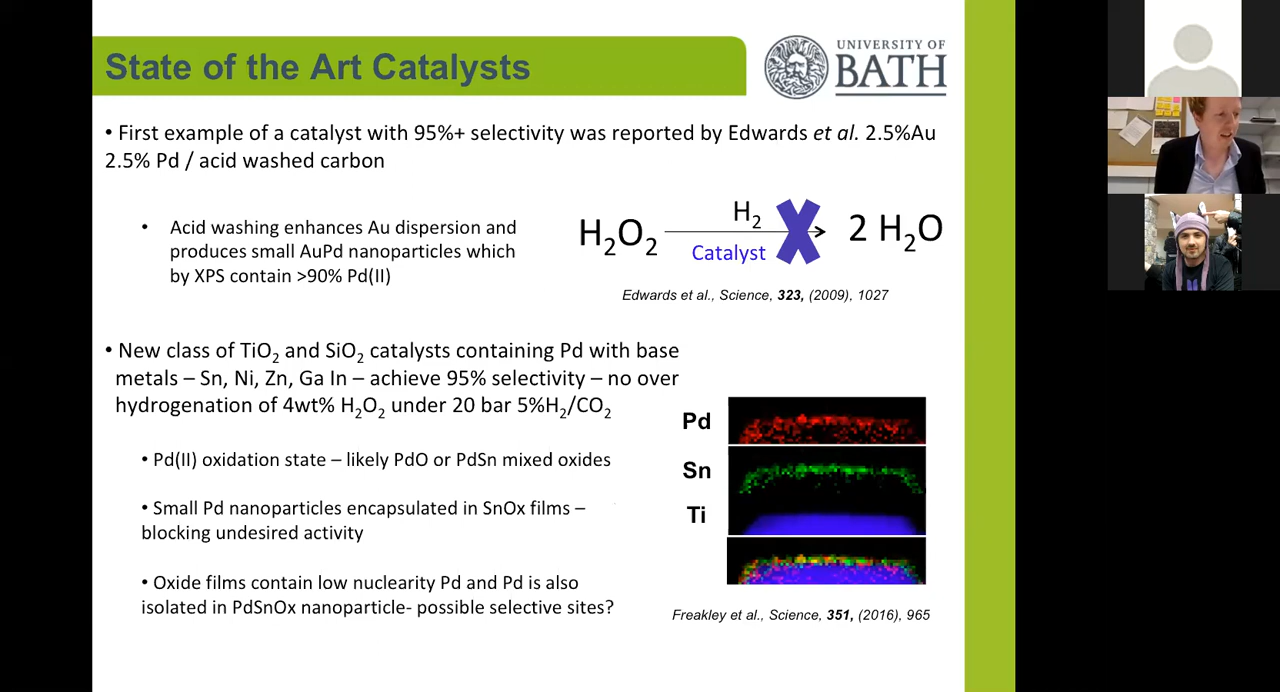 State of the Art Catalysts
UNIVERSITY OF
BATH
• First example of a catalyst with 95%+ selectivity was reported by Edwards et al. 2.5%Au
2.5% Pd / acid washed carbon
• Acid washing enhances Au dispersion and
produces small AuPd nanoparticles which
by XPS contain >90% Pd(II)
H₂O₂ H₂ Catalyst 2 H₂O
Edwards et al., Science, 323, (2009), 1027
• New class of TiO₂ and SiO₂ catalysts containing Pd with base
metals – Sn, Ni, Zn, Ga In – achieve 95% selectivity – no over
hydrogenation of 4wt% H₂O₂ under 20 bar 5%H₂/CO₂
• Pd(II) oxidation state – likely PdO or PdSn mixed oxides
• Small Pd nanoparticles encapsulated in SnOx films –
blocking undesired activity
• Oxide films contain low nuclearity Pd and Pd is also
isolated in PdSnOx nanoparticle- possible selective sites?
Pd
Sn
Ti
Freakley et al., Science, 351, (2016), 965